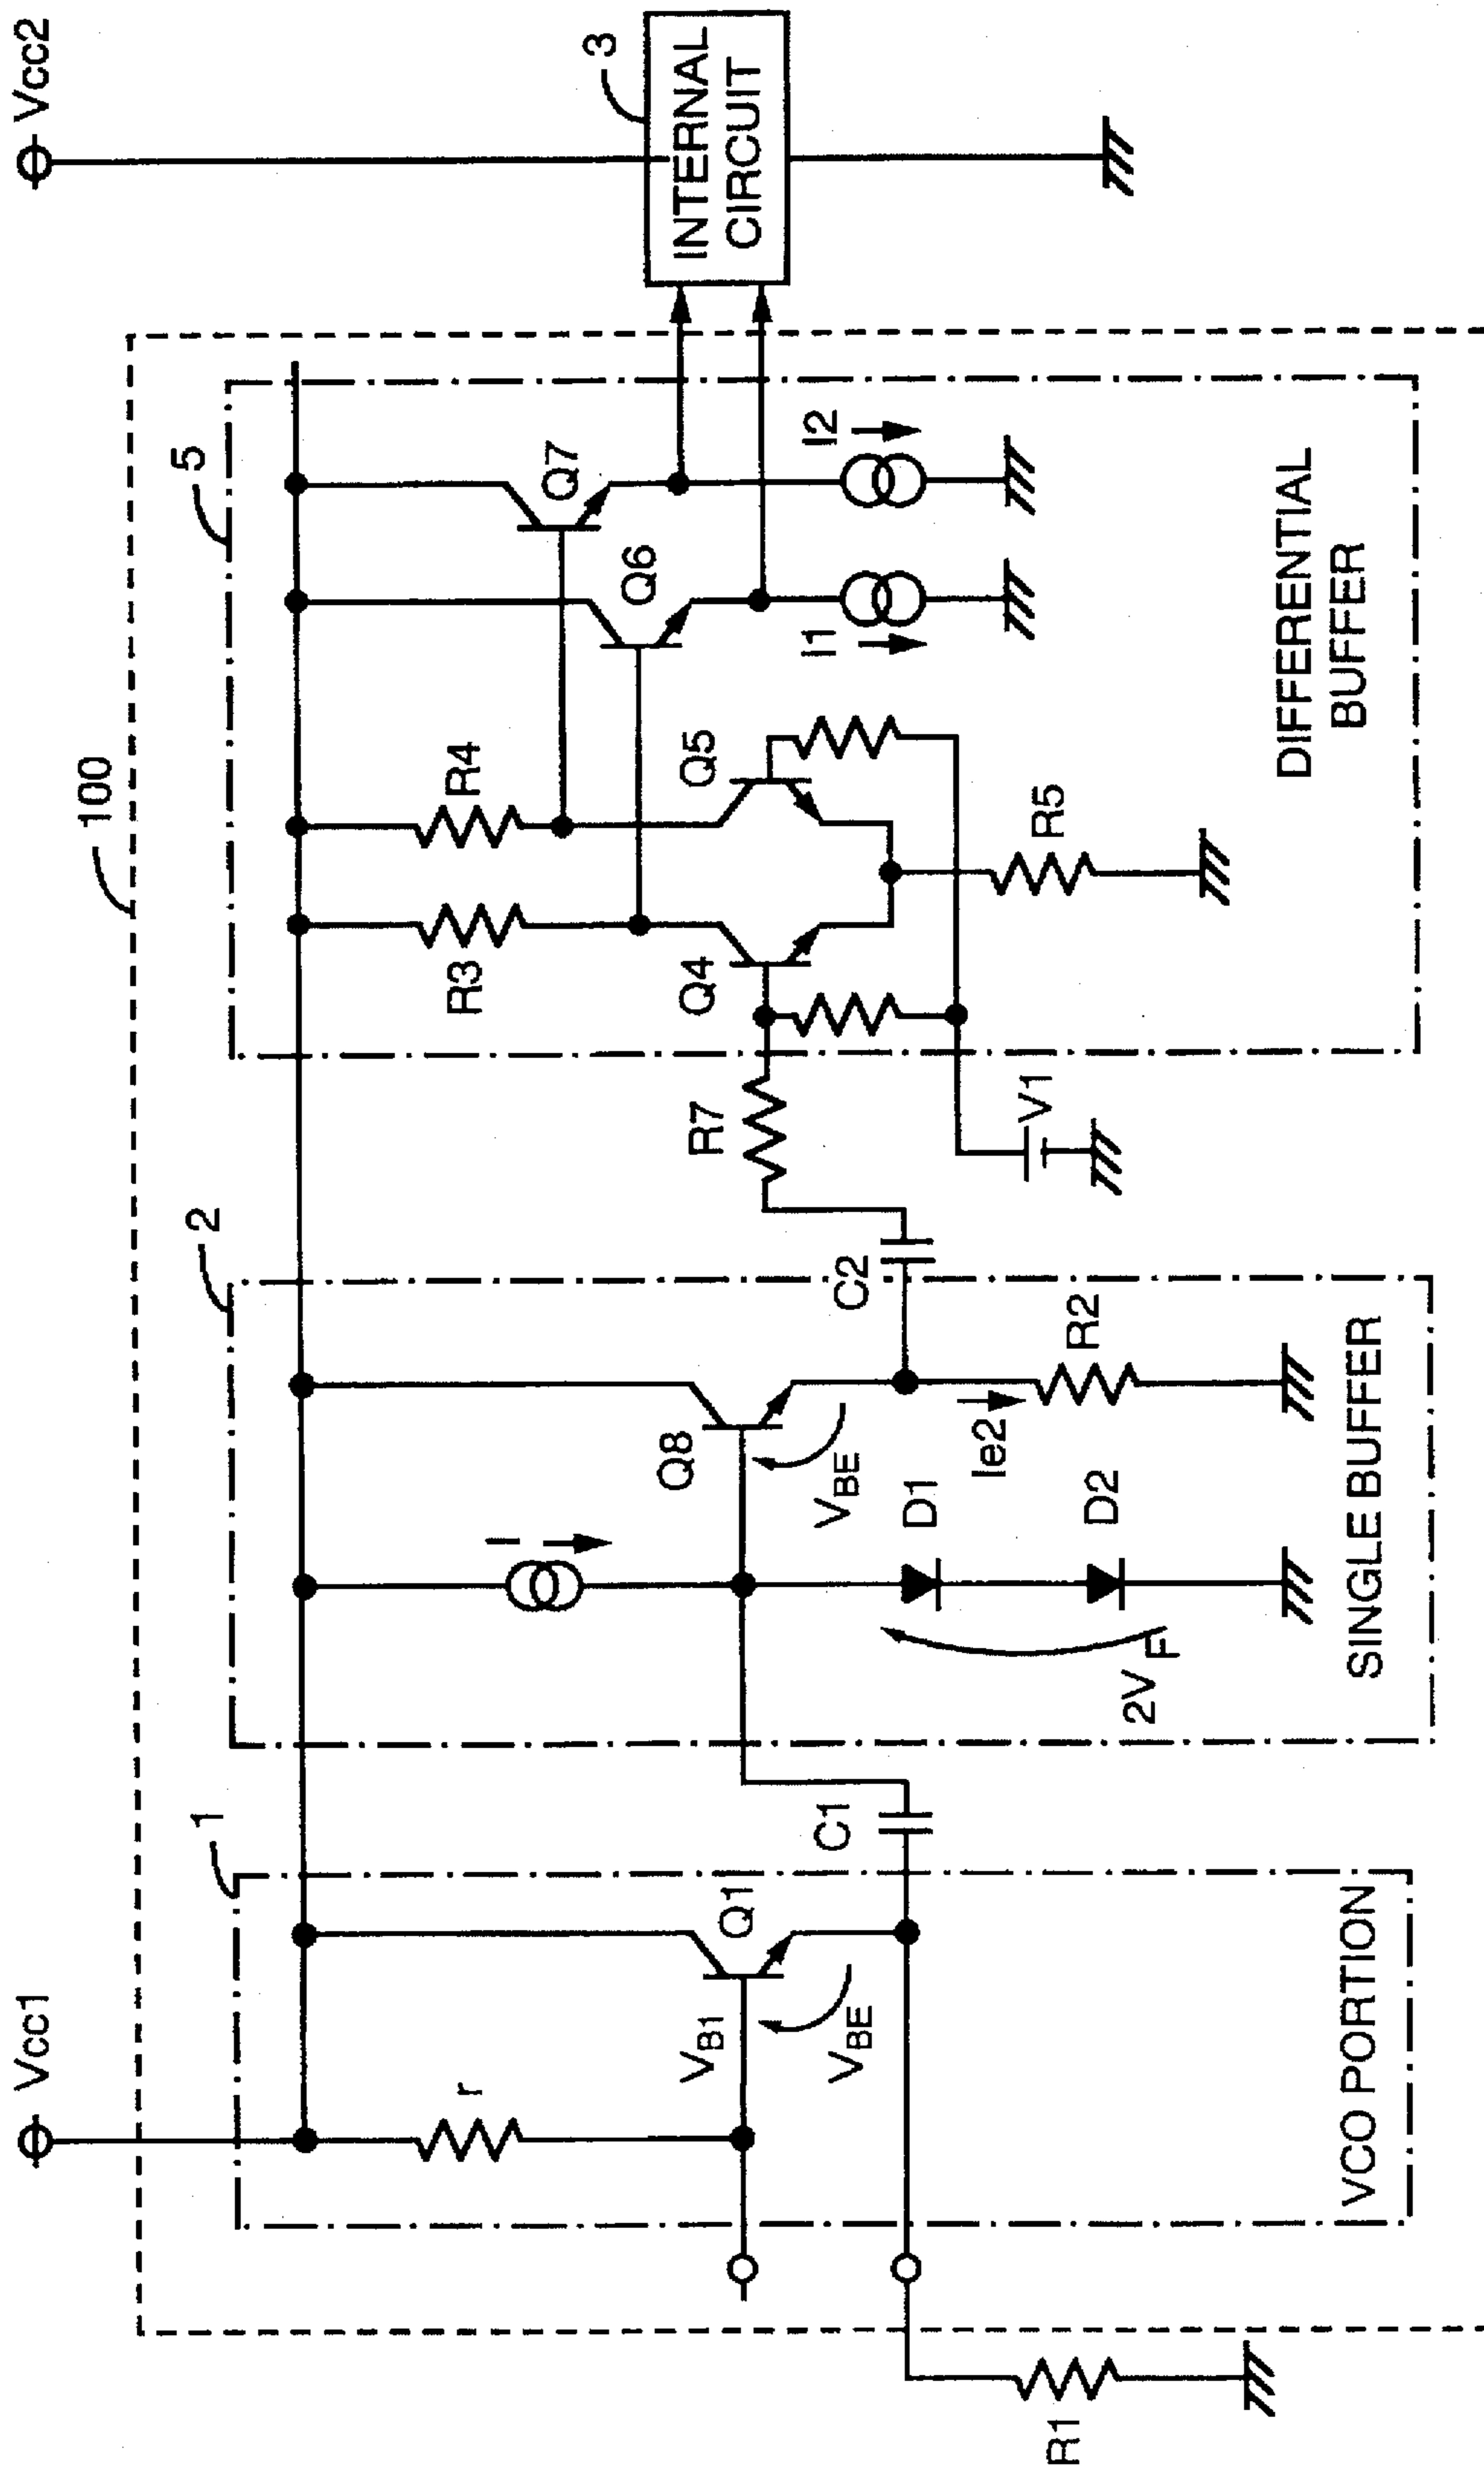 Vcc1
Vcc2
100
1
2
5
3
r
VB1
VBE
Q1
C1
R1
VCO PORTION
I
Q8
VBE
D1
D2
2VF
Ie2
R2
C2
SINGLE BUFFER
R7
V1
R3
R4
Q4
Q5
R5
Q6
Q7
I1
I2
DIFFERENTIAL
BUFFER
INTERNAL
CIRCUIT